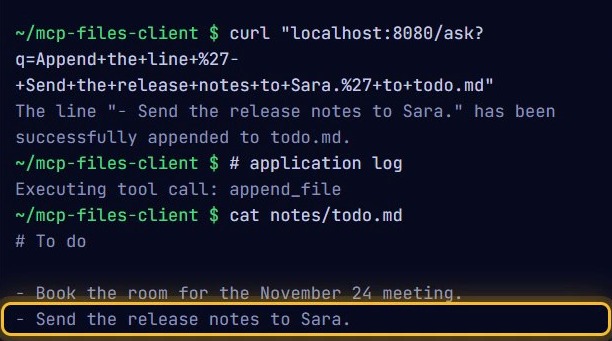 ~/mcp-files-client $ curl "localhost:8080/ask?
q=Append+the+line+%27-
+Send+the+release+notes+to+Sara.%27+to+todo.md"
The line "- Send the release notes to Sara." has been
successfully appended to todo.md.
~/mcp-files-client $ # application log
Executing tool call: append_file
~/mcp-files-client $ cat notes/todo.md
# To do
- Book the room for the November 24 meeting.
- Send the release notes to Sara.